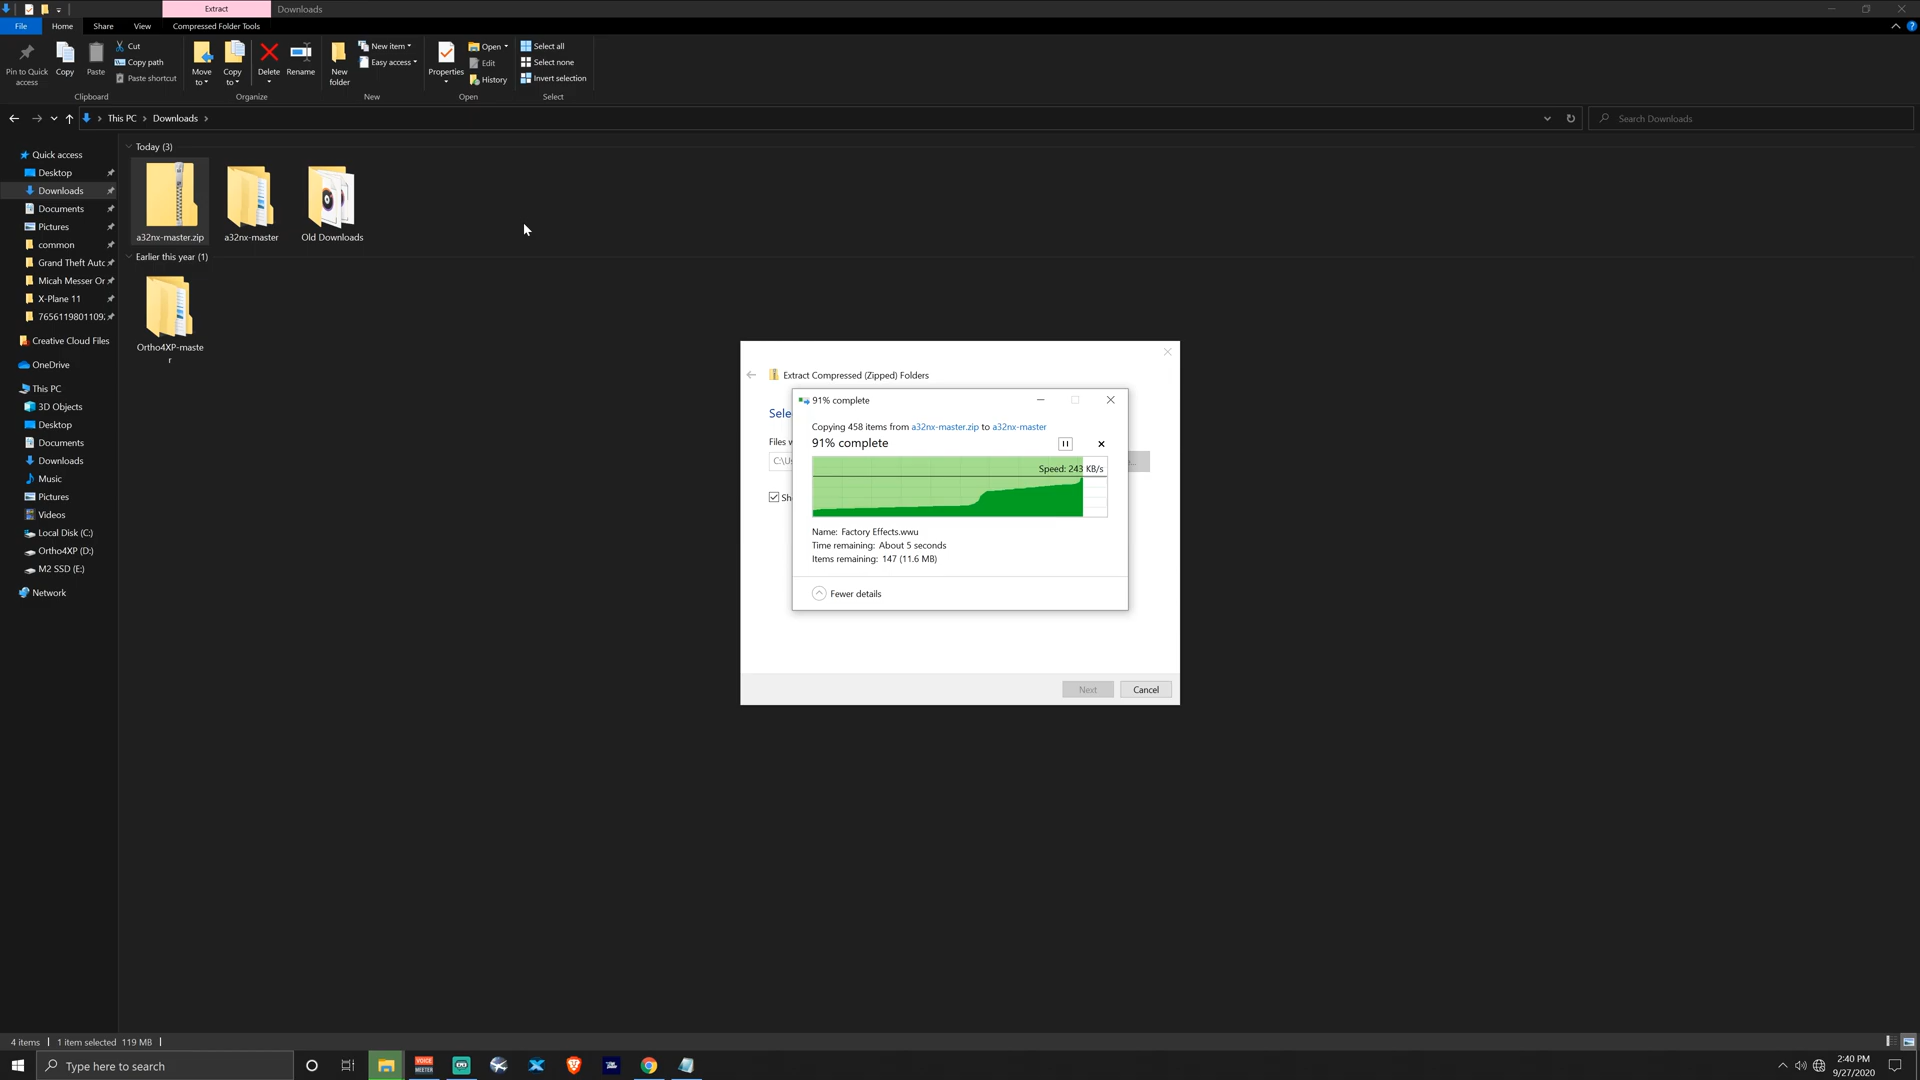 Extract
Downloads
File
Home
Share
View
Compressed Folder Tools
Pin to Quick
access
Copy
Paste
Cut
Copy path
Paste shortcut
Clipboard
Move
to
Copy
to
Delete
Rename
Organize
New
folder
New item
Easy access
New
Properties
Open
Edit
History
Open
Select all
Select none
Invert selection
Select
This PC
Downloads
Search Downloads
Quick access
Desktop
Downloads
Documents
Pictures
common
Grand Theft Auto
Micah Messer Or
X-Plane 11
7656119801109
Creative Cloud Files
OneDrive
This PC
3D Objects
Desktop
Documents
Downloads
Music
Pictures
Videos
Local Disk (C:)
Ortho4XP (D:)
M2 SSD (E:)
Network
Today (3)
a32nx-master.zip
a32nx-master
Old Downloads
Earlier this year (1)
Ortho4XP-maste
r
Extract Compressed (Zipped) Folders
Sele
Files w
C:\Us
Sh
91% complete
Copying 458 items from a32nx-master.zip to a32nx-master
91% complete
Speed: 243 KB/s
Name: Factory Effects.wwu
Time remaining: About 5 seconds
Items remaining: 147 (11.6 MB)
Fewer details
Next
Cancel
4 items
1 item selected 119 MB
Type here to search
VOICE
MEETER
2:40 PM
9/27/2020